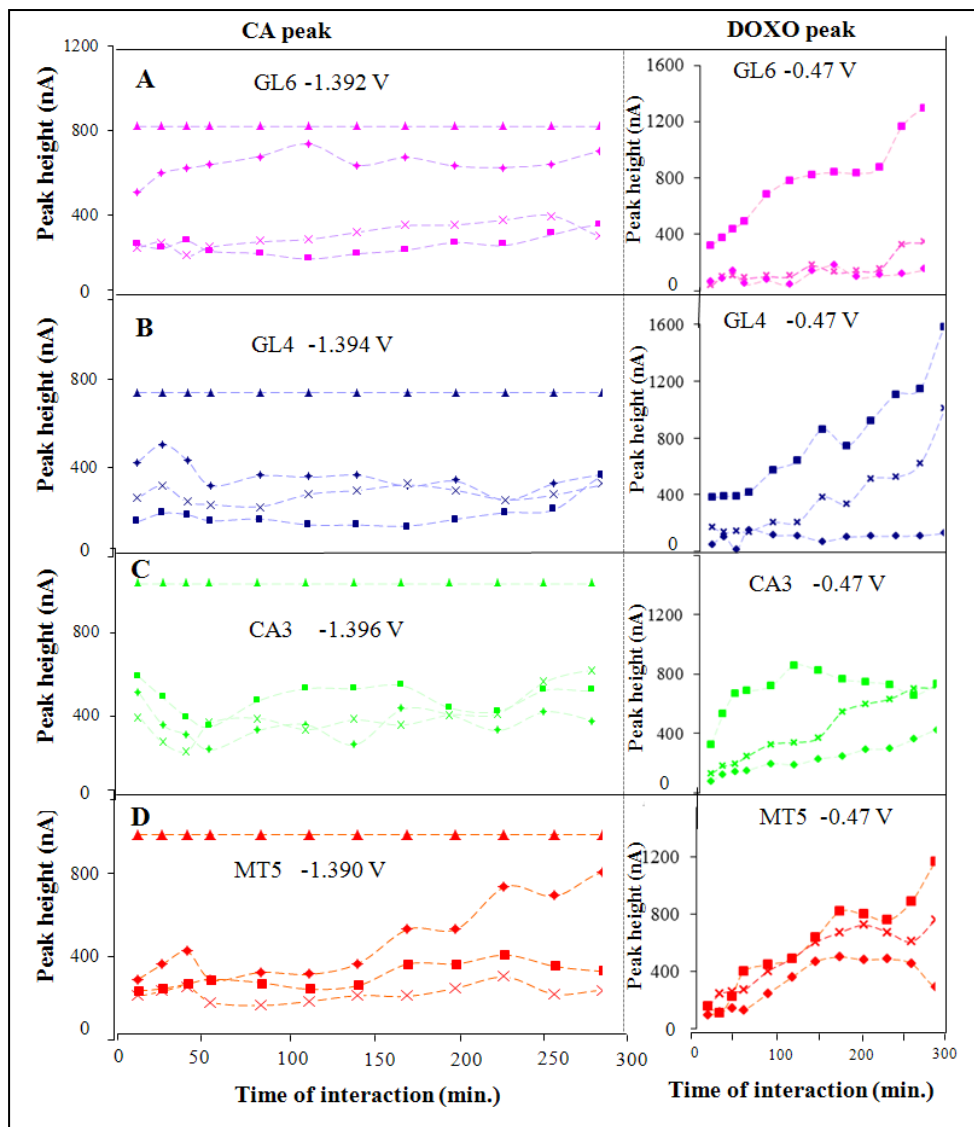 CA peak DOXO peak
1200
800
400
0
Peak height (nA)
A
GL6 -1.392 V
1600
1200
800
400
0
Peak height (nA)
GL6 -0.47 V
800
400
0
Peak height (nA)
B
GL4 -1.394 V
1600
1200
800
400
0
Peak height (nA)
GL4 -0.47 V
800
400
0
Peak height (nA)
C
CA3 -1.396 V
1200
800
400
0
Peak height (nA)
CA3 -0.47 V
800
400
0
Peak height (nA)
D
MT5 -1.390 V
1200
800
400
0
Peak height (nA)
MT5 -0.47 V
0 50 100 150 200 250 300
0 100 200 300
Time of interaction (min.) Time of interaction (min.)